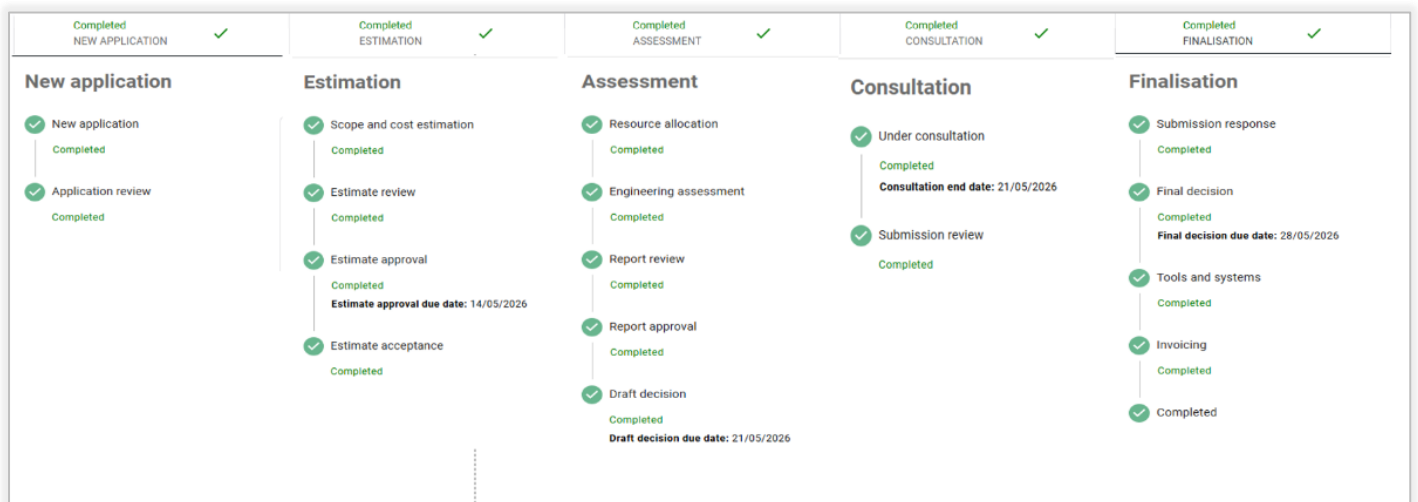 Completed
NEW APPLICATION
Completed
ESTIMATION
Completed
ASSESSMENT
Completed
CONSULTATION
Completed
FINALISATION
New application
New application
Completed
Application review
Completed
Estimation
Scope and cost estimation
Completed
Estimate review
Completed
Estimate approval
Completed
Estimate approval due date: 14/05/2026
Estimate acceptance
Completed
Assessment
Resource allocation
Completed
Engineering assessment
Completed
Report review
Completed
Report approval
Completed
Draft decision
Completed
Draft decision due date: 21/05/2026
Consultation
Under consultation
Completed
Consultation end date: 21/05/2026
Submission review
Completed
Finalisation
Submission response
Completed
Final decision
Completed
Final decision due date: 28/05/2026
Tools and systems
Completed
Invoicing
Completed
Completed